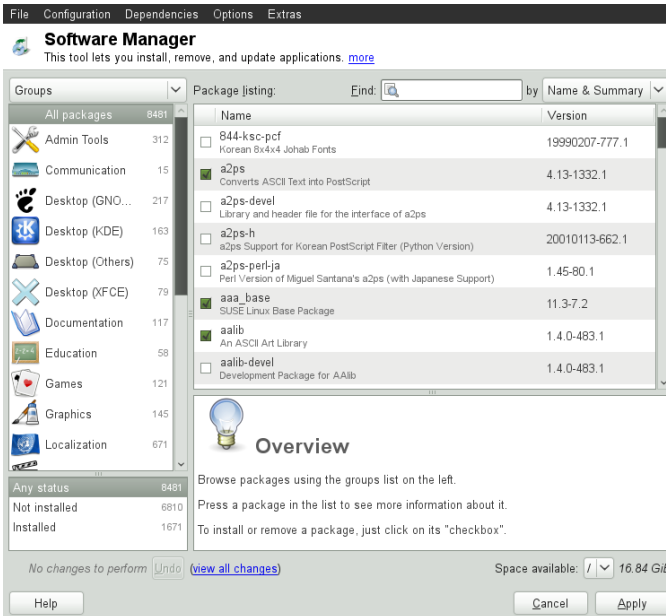 File Configuration Dependencies Options Extras
Software Manager
This tool lets you install, remove, and update applications. more
Groups
Package listing: Find: by Name & Summary
All packages 8481
Admin Tools 312
Communication 15
Desktop (GNO... 217
Desktop (KDE) 163
Desktop (Others) 75
Desktop (XFCE) 79
Documentation 117
Education 58
Games 121
Graphics 145
Localization 671
Any status 8481
Not installed 6810
Installed 1671
Name Version
844-ksc-pcf 19990207-777.1
Korean 8x4x4 Johab Fonts
a2ps 4.13-1332.1
Converts ASCII Text into PostScript
a2ps-devel 4.13-1332.1
Library and header file for the interface of a2ps
a2ps-h 20010113-662.1
a2ps Support for Korean PostScript Filter (Python Version)
a2ps-perl-ja 1.45-80.1
Perl Version of Miguel Santana's a2ps (with Japanese Support)
aaa_base 11.3-7.2
SUSE Linux Base Package
aalib 1.4.0-483.1
An ASCII Art Library
aalib-devel 1.4.0-483.1
Development Package for AAlib
Overview
Browse packages using the groups list on the left.
Press a package in the list to see more information about it.
To install or remove a package, just click on its "checkbox".
No changes to perform Undo (view all changes) Space available: / 16.84 GiB
Help Cancel Apply